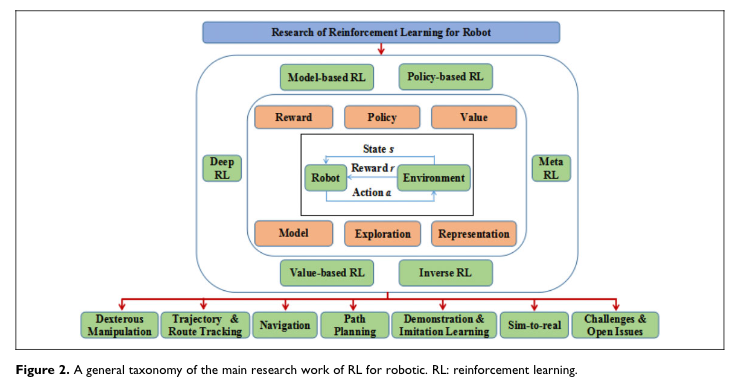 Research of Reinforcement Learning for Robot
Model-based RL
Policy-based RL
Reward
Policy
Value
State s
Deep
RL
Meta
RL
Robot
Reward r
Environment
Action a
Model
Exploration
Representation
Value-based RL
Inverse RL
Dexterous
Manipulation
Trajectory &
Route Tracking
Navigation
Path
Planning
Demonstration &
Imitation Learning
Sim-to-real
Challenges &
Open Issues
Figure 2. A general taxonomy of the main research work of RL for robotic. RL: reinforcement learning.